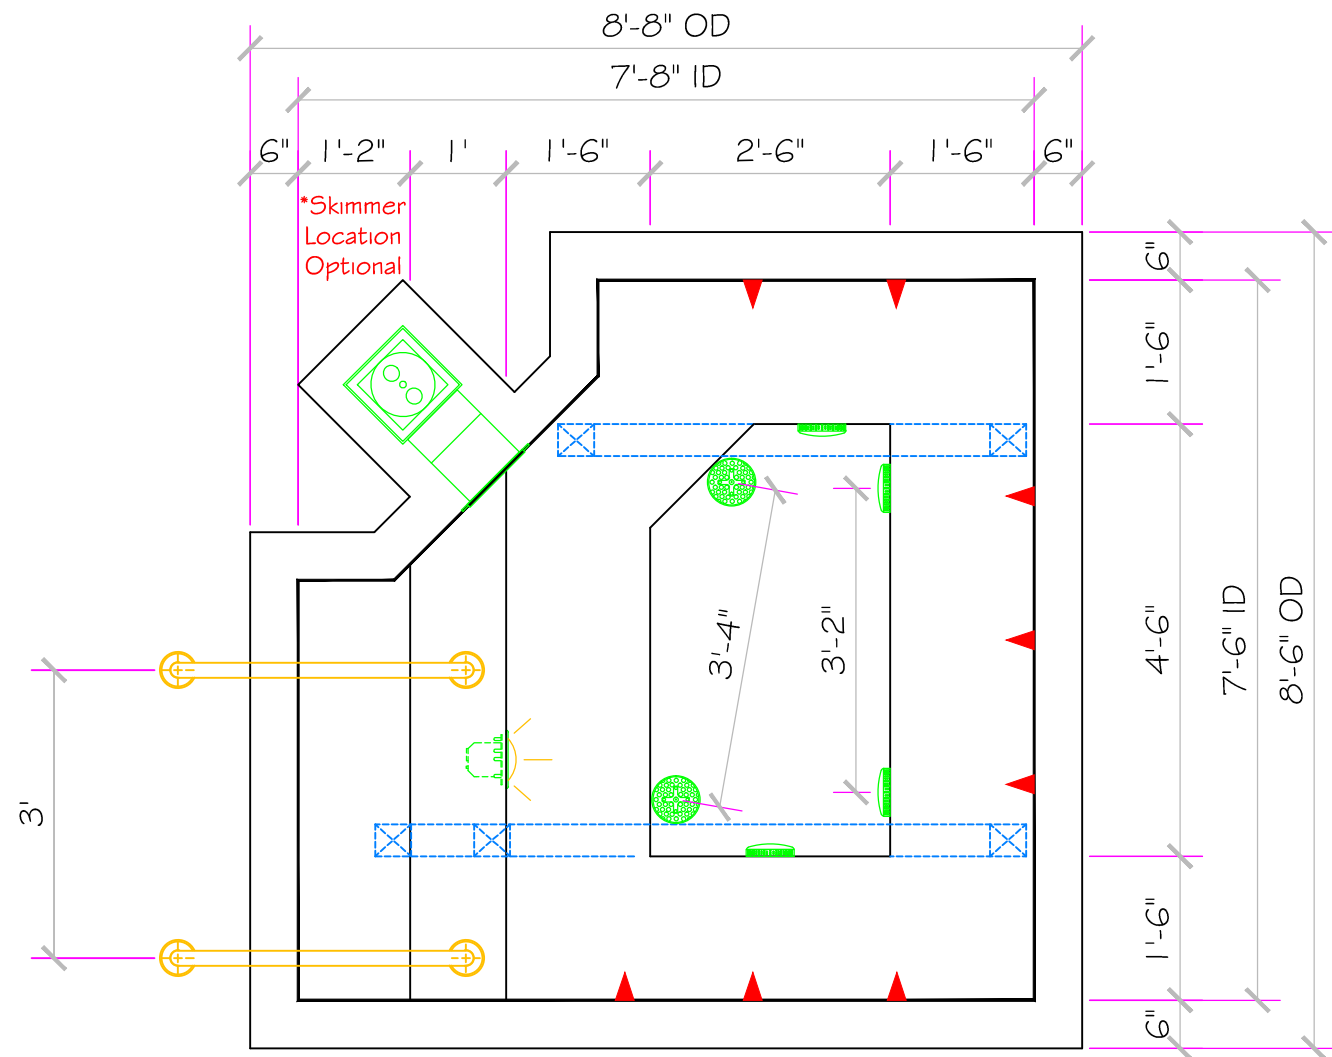 8'-8" OD
7'-8" ID
6" 1'-2" 1' 1'-6" 2'-6" 1'-6" 6"
*Skimmer
Location
Optional
6"
1'-6"
4'-6"
7'-6" ID
8'-6" OD
3'-4"
3'-2"
3'
1'-6"
6"